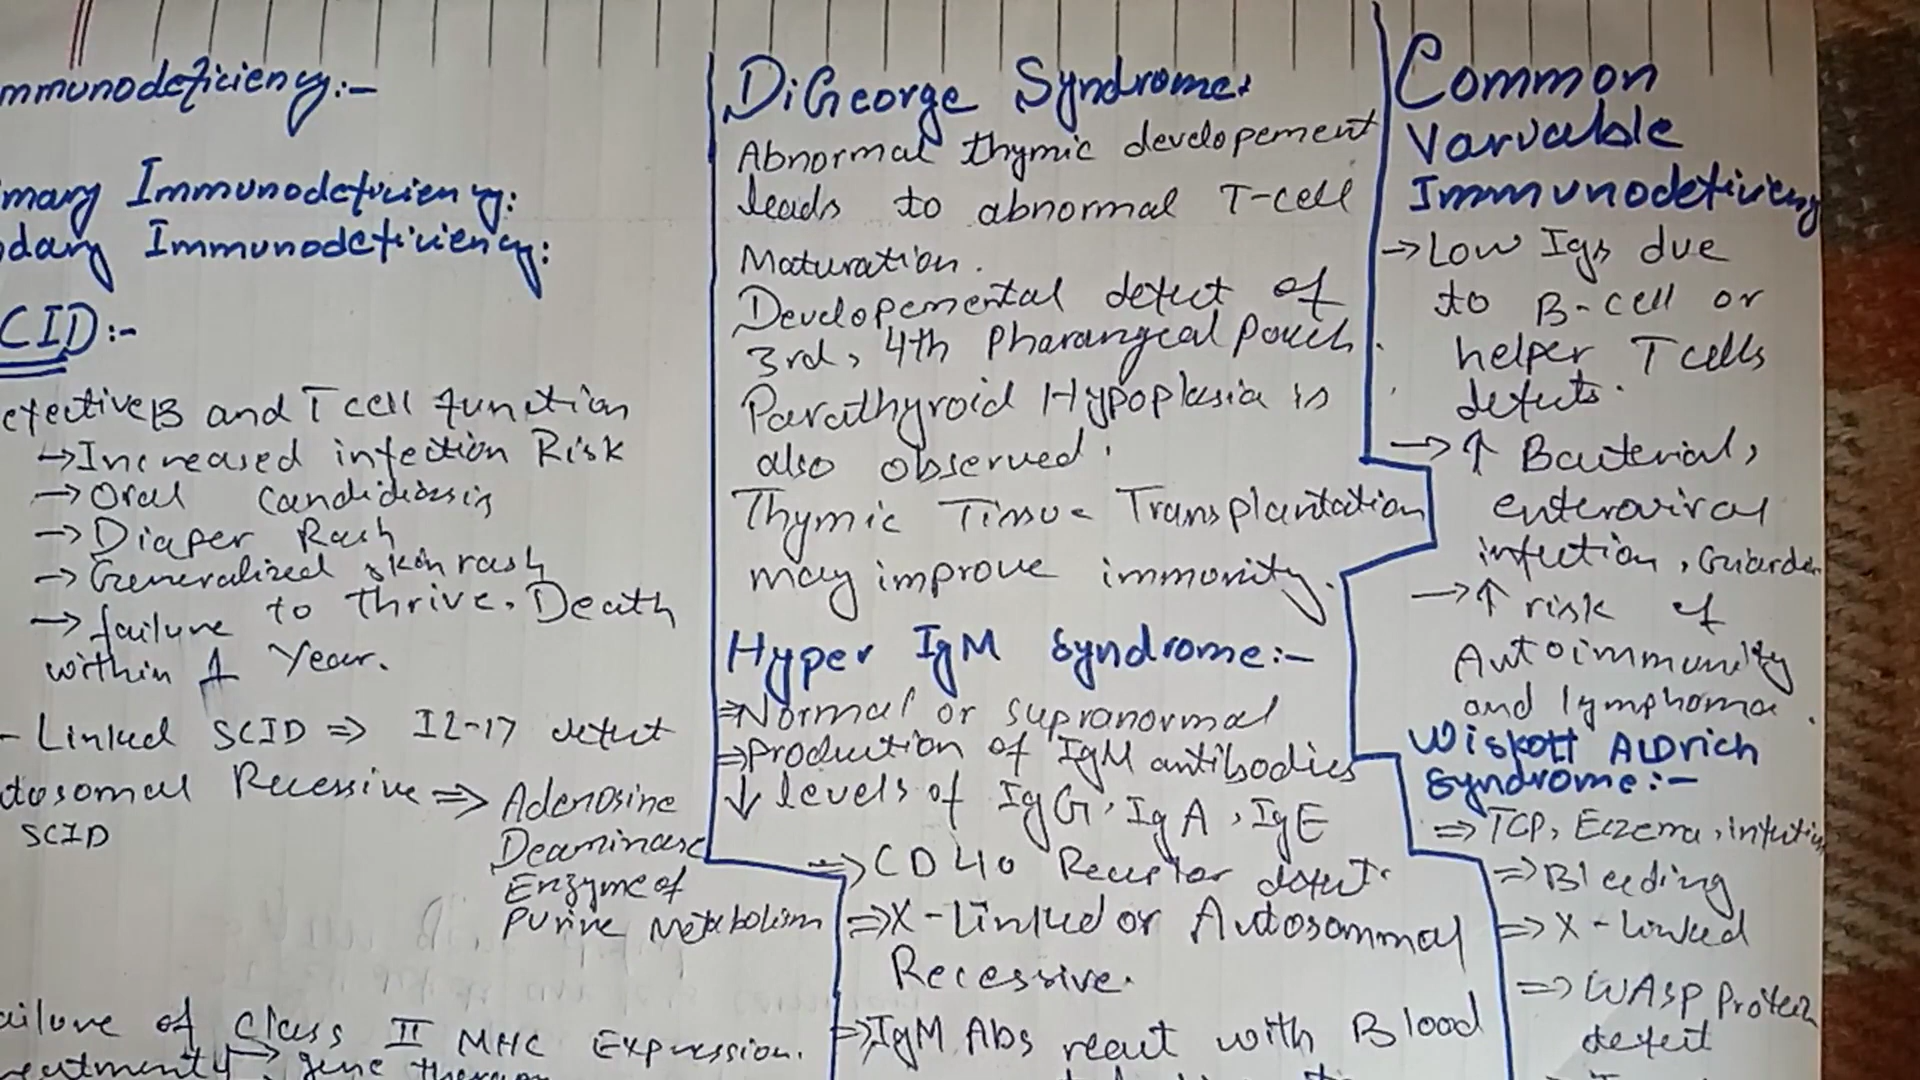 mmunodeficiency:-
mary Immunodeficiency:
dary Immunodeficiency:
CID:-
efective B and T cell function
→ Increased infection Risk
→ Oral Candidiasis
→ Diaper Rash
→ Generalized skin rash
→ failure to thrive. Death
within 1 Year.
- Linked SCID ⇒ I2-17 defect
tosomal Recessive ⇒ Adenosine
SCID
Deaminase
Enzyme of
Purine Metabolism
ailure of Class II MHC Expression.
gene therapy
DiGeorge Syndrome:
Abnormal thymic developement
leads to abnormal T-cell
Maturation.
Developemental defect of
3rd, 4th Pharangeal Pouch.
Parathyroid Hypoplasia is
also observed.
Thymic Tissue Transplantation
may improve immunity.
Hyper IgM Syndrome:-
⇒ Normal or supranormal
⇒ production of IgM antibodies
↓ levels of IgG, IgA, IgE
⇒ CD40 Receptor defect.
⇒ X-Linked or Autosommal
Recessive.
⇒ IgM Abs react with Blood
Common
Variable
Immunodeficiency
→ Low Igs due
to B-cell or
helper T cells
defects.
→ ↑ Bacterial,
enteroviral
infection, Guardia
→ ↑ risk of
Autoimmunity
and lymphoma.
Wiskott ALDrich
Syndrome:-
⇒ TCP, Eczema, infection
⇒ Bleeding
⇒ X-Linked
⇒ WASP Protein
defect